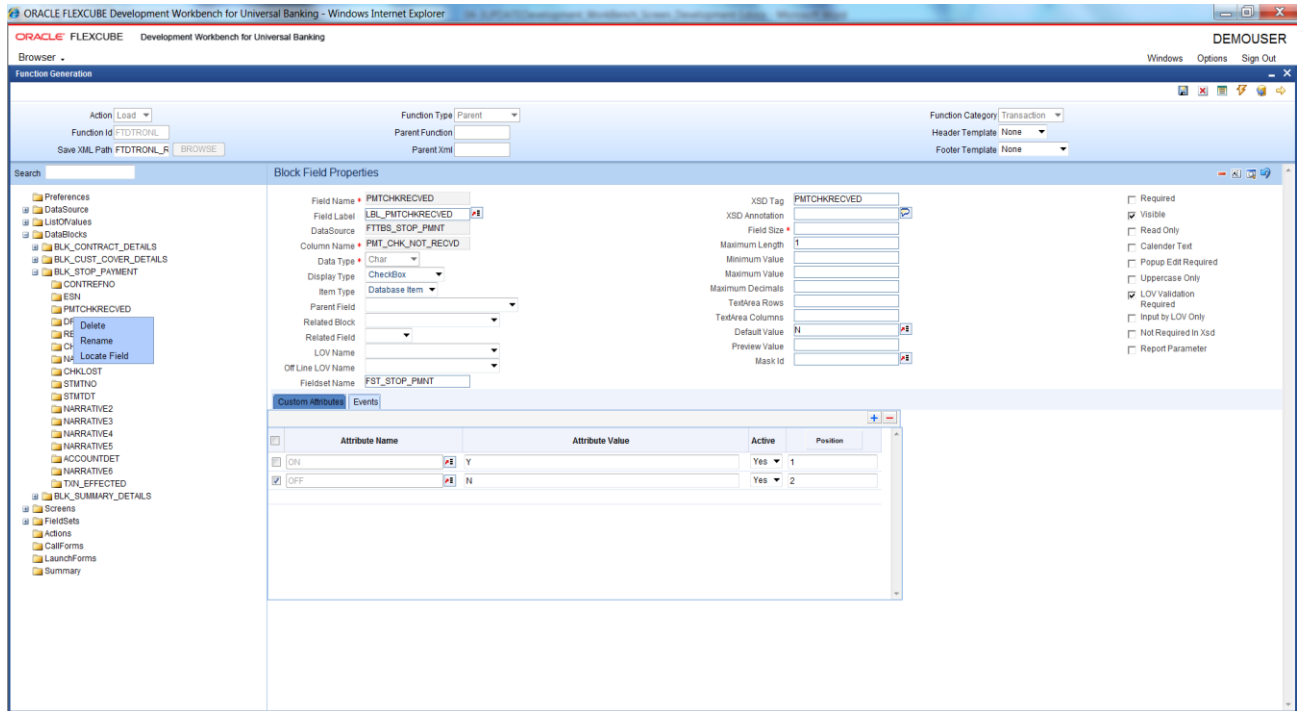 ORACLE FLEXCUBE Development Workbench for Universal Banking - Windows Internet Explorer
ORACLE FLEXCUBE Development Workbench for Universal Banking
DEMOUSER
Browser
Windows Options Sign Out
Function Generation
Action Load Function Type Parent Function Category Transaction
Function Id FTDTRONL Parent Function Header Template None
Save XML Path FTDTRONL_R BROWSE Parent Xml Footer Template None
Search
Preferences
DataSource
ListOfValues
DataBlocks
BLK_CONTRACT_DETAILS
BLK_CUST_COVER_DETAILS
BLK_STOP_PAYMENT
CONTREFNO
ESN
PMTCHKRECVED
Delete
Rename
Locate Field
CHKLOST
STMTNO
STMTDT
NARRATIVE2
NARRATIVE3
NARRATIVE4
NARRATIVE5
ACCOUNTDET
NARRATIVE6
TXN_EFFECTED
BLK_SUMMARY_DETAILS
Screens
FieldSets
Actions
CallForms
LaunchForms
Summary
Block Field Properties
Field Name * PMTCHKRECVED
Field Label LBL_PMTCHKRECVED
DataSource FTTBS_STOP_PMNT
Column Name * PMT_CHK_NOT_RECVD
Data Type * Char
Display Type CheckBox
Item Type Database Item
Parent Field
Related Block
Related Field
LOV Name
Off Line LOV Name
Fieldset Name FST_STOP_PMNT
XSD Tag PMTCHKRECVED
XSD Annotation
Field Size *
Maximum Length 1
Minimum Value
Maximum Value
Maximum Decimals
TextArea Rows
TextArea Columns
Default Value N
Preview Value
Mask Id
Required
Visible
Read Only
Calender Text
Popup Edit Required
Uppercase Only
LOV Validation
Required
Input by LOV Only
Not Required In Xsd
Report Parameter
Custom Attributes Events
Attribute Name Attribute Value Active Position
ON Y Yes 1
OFF N Yes 2